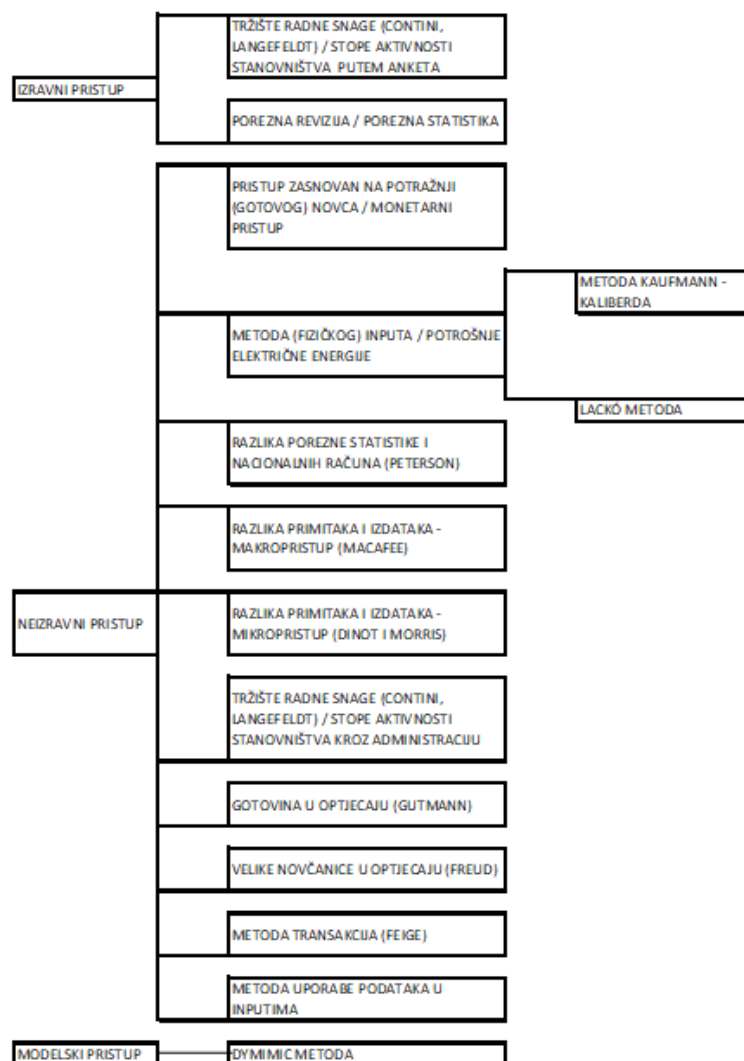 TRŽIŠTE RADNE SNAGE (CONTINI,
LANGEFELDT) / STOPE AKTIVNOSTI
STANOVNIŠTVA PUTEM ANKETA
IZRAVNI PRISTUP
POREZNA REVIZIJA / POREZNA STATISTIKA
PRISTUP ZASNOVAN NA POTRAŽNJI
(GOTOVOG) NOVCA / MONETARNI
PRISTUP
METODA KAUFMANN -
KALIBERDA
METODA (FIZIČKOG) INPUTA / POTROŠNJE
ELEKTRIČNE ENERGIJE
LACKÓ METODA
RAZLIKA POREZNE STATISTIKE I
NACIONALNIH RAČUNA (PETERSON)
RAZLIKA PRIMITAKA I IZDATAKA -
MAKROPRISTUP (MACAFEE)
NEIZRAVNI PRISTUP
RAZLIKA PRIMITAKA I IZDATAKA -
MIKROPRISTUP (DINOT I MORRIS)
TRŽIŠTE RADNE SNAGE (CONTINI,
LANGEFELDT) / STOPE AKTIVNOSTI
STANOVNIŠTVA KROZ ADMINISTRACIJU
GOTOVINA U OPTJECAJU (GUTMANN)
VELIKE NOVČANICE U OPTJECAJU (FREUD)
METODA TRANSAKCIJA (FEIGE)
METODA UPORABE PODATAKA U
INPUTIMA
MODELSKI PRISTUP
DYMIMIC METODA